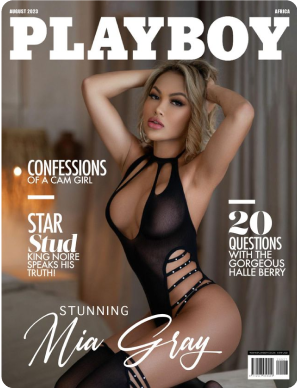 AUGUST 2023
AFRICA
PLAYBOY
CONFESSIONS
OF A CAM GIRL
STAR
Stud
KING NOIRE
SPEAKS HIS
TRUTH!
20
QUESTIONS
WITH THE
GORGEOUS
HALLE BERRY
STUNNING
Mia Gray